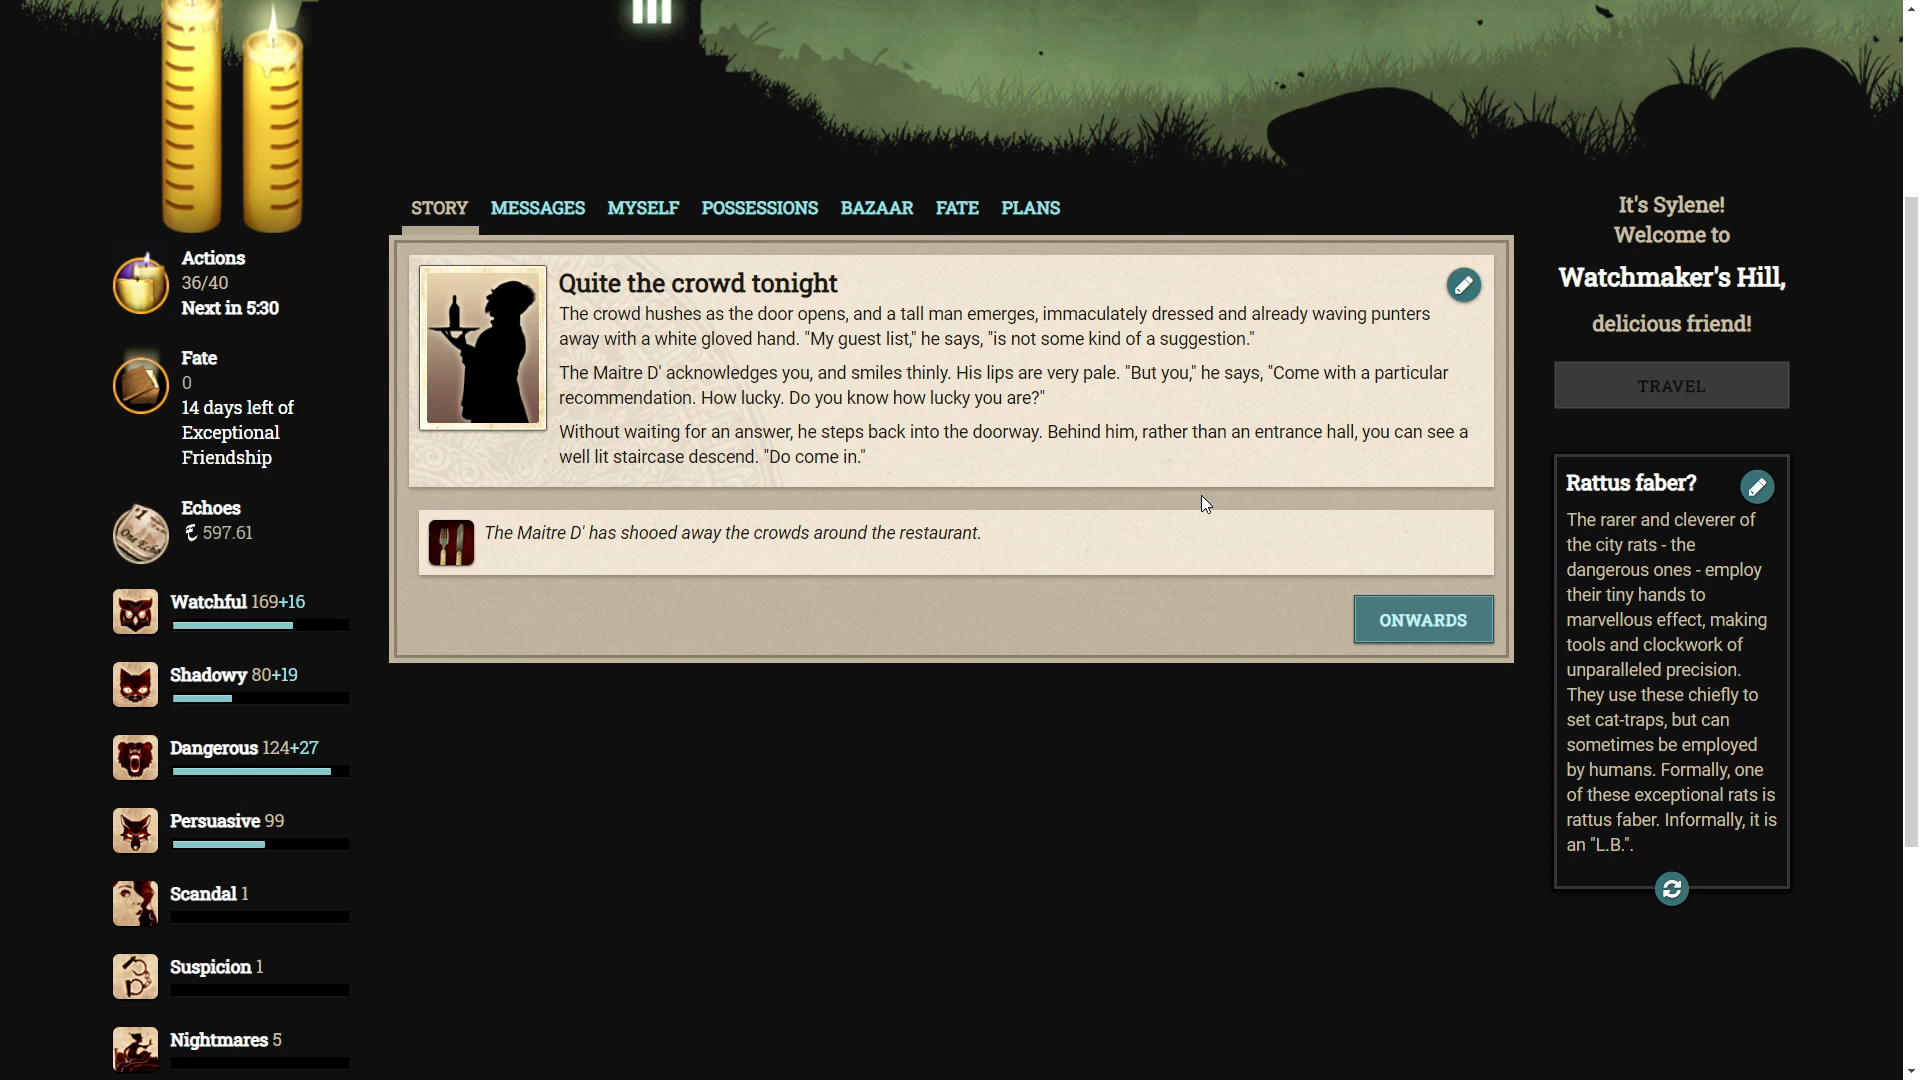 Actions
36/40
Next in 5:30
Fate
0
14 days left of
Exceptional
Friendship
Echoes
597.61
Watchful 169+16
Shadowy 80+19
Dangerous 124+27
Persuasive 99
Scandal 1
Suspicion 1
Nightmares 5
STORY MESSAGES MYSELF POSSESSIONS BAZAAR FATE PLANS
Quite the crowd tonight
The crowd hushes as the door opens, and a tall man emerges, immaculately dressed and already waving punters
away with a white gloved hand. "My guest list," he says, "is not some kind of a suggestion."
The Maitre D' acknowledges you, and smiles thinly. His lips are very pale. "But you," he says, "Come with a particular
recommendation. How lucky. Do you know how lucky you are?"
Without waiting for an answer, he steps back into the doorway. Behind him, rather than an entrance hall, you can see a
well lit staircase descend. "Do come in."
The Maitre D' has shooed away the crowds around the restaurant.
ONWARDS
It's Sylene!
Welcome to
Watchmaker's Hill,
delicious friend!
TRAVEL
Rattus faber?
The rarer and cleverer of
the city rats - the
dangerous ones - employ
their tiny hands to
marvellous effect, making
tools and clockwork of
unparalleled precision.
They use these chiefly to
set cat-traps, but can
sometimes be employed
by humans. Formally, one
of these exceptional rats is
rattus faber. Informally, it is
an "L.B.".